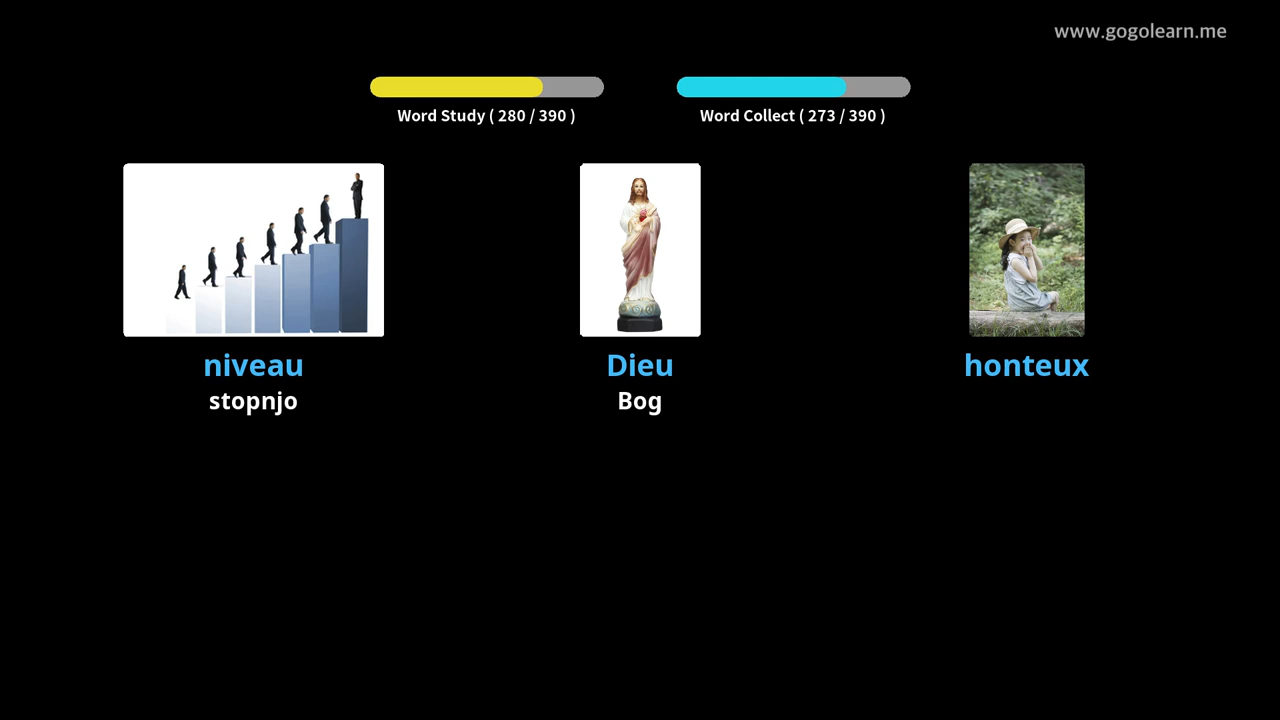 www.gogolearn.me
Word Study ( 280 / 390 )
Word Collect ( 273 / 390 )
niveau
stopnjo
Dieu
Bog
honteux